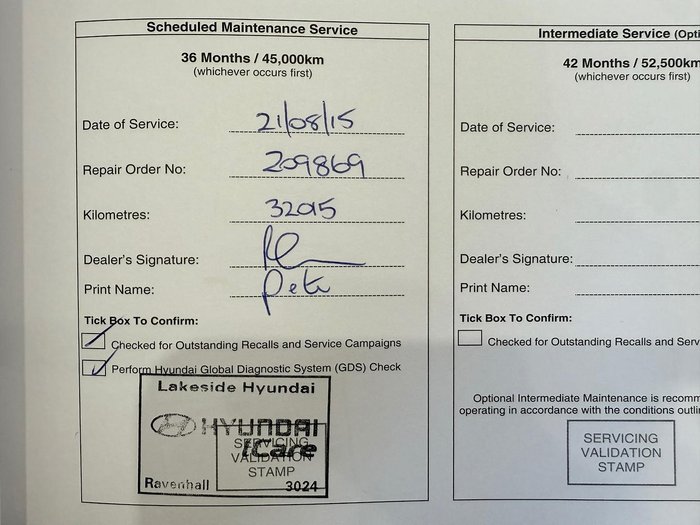 Scheduled Maintenance Service
36 Months / 45,000km
(whichever occurs first)
Date of Service: 21/08/15
Repair Order No: 209869
Kilometres: 32015
Dealer's Signature:
Print Name: Pete
Tick Box To Confirm:
Checked for Outstanding Recalls and Service Campaigns
Perform Hyundai Global Diagnostic System (GDS) Check
Lakeside Hyundai
HYUNDAI
iCare
SERVICING
VALIDATION
STAMP
Ravenhall 3024
Intermediate Service (Opti
42 Months / 52,500km
(whichever occurs first)
Date of Service:
Repair Order No:
Kilometres:
Dealer's Signature:
Print Name:
Tick Box To Confirm:
Checked for Outstanding Recalls and Serv
Optional Intermediate Maintenance is recomm
operating in accordance with the conditions outli
SERVICING
VALIDATION
STAMP